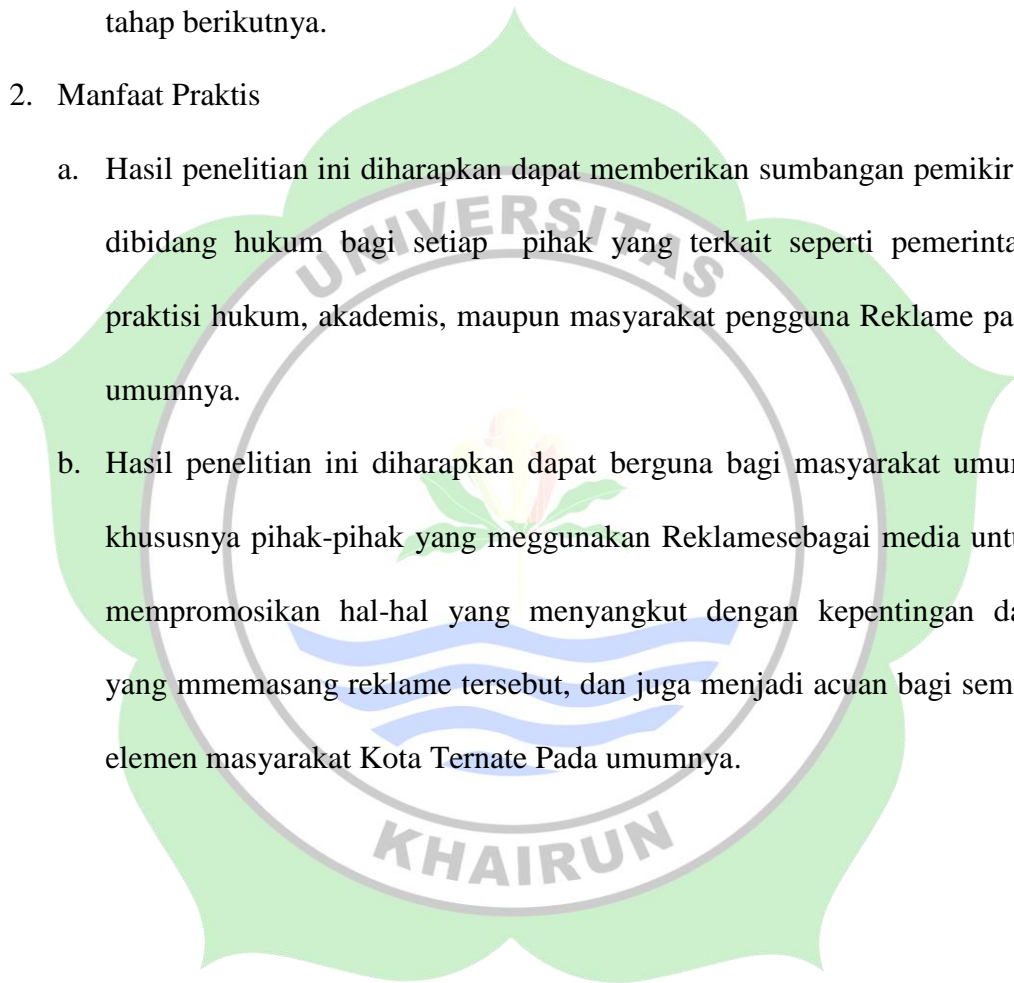 tahap berikutnya.
2. Manfaat Praktis
a. Hasil penelitian ini diharapkan dapat memberikan sumbangan pemikir
dibidang hukum bagi setiap pihak yang terkait seperti pemerinta
praktisi hukum, akademis, maupun masyarakat pengguna Reklame pa
umumnya.
b. Hasil penelitian ini diharapkan dapat berguna bagi masyarakat umu
khususnya pihak-pihak yang meggunakan Reklamesebagai media untu
mempromosikan hal-hal yang menyangkut dengan kepentingan da
yang mmemasang reklame tersebut, dan juga menjadi acuan bagi sem
elemen masyarakat Kota Ternate Pada umumnya.
UNIVERSITAS
KHAIRUN